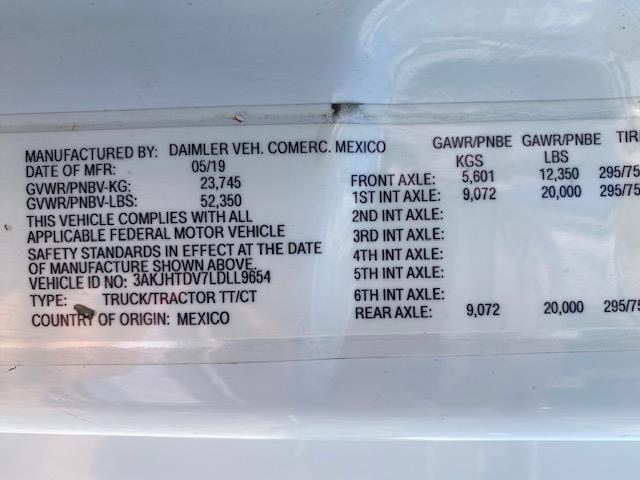 MANUFACTURED BY: DAIMLER VEH. COMERC. MEXICO
DATE OF MFR: 05/19
GVWR/PNBV-KG: 23,745
GVWR/PNBV-LBS: 52,350
THIS VEHICLE COMPLIES WITH ALL
APPLICABLE FEDERAL MOTOR VEHICLE
SAFETY STANDARDS IN EFFECT AT THE DATE
OF MANUFACTURE SHOWN ABOVE.
VEHICLE ID NO: 3AKJHTDV7LDLL9654
TYPE: TRUCK/TRACTOR TT/CT
COUNTRY OF ORIGIN: MEXICO
GAWR/PNBE GAWR/PNBE TIR
KGS LBS
FRONT AXLE: 5,601 12,350 295/75
1ST INT AXLE: 9,072 20,000 295/75
2ND INT AXLE:
3RD INT AXLE:
4TH INT AXLE:
5TH INT AXLE:
6TH INT AXLE:
REAR AXLE: 9,072 20,000 295/75